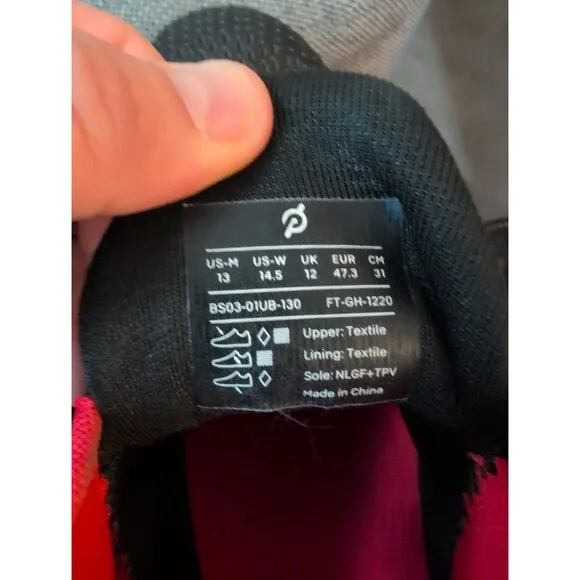 US-M US-W UK EUR CM
13 14.5 12 47.3 31
BS03-01UB-130 FT-GH-1220
Upper: Textile
Lining: Textile
Sole: NLGF+TPV
Made in China